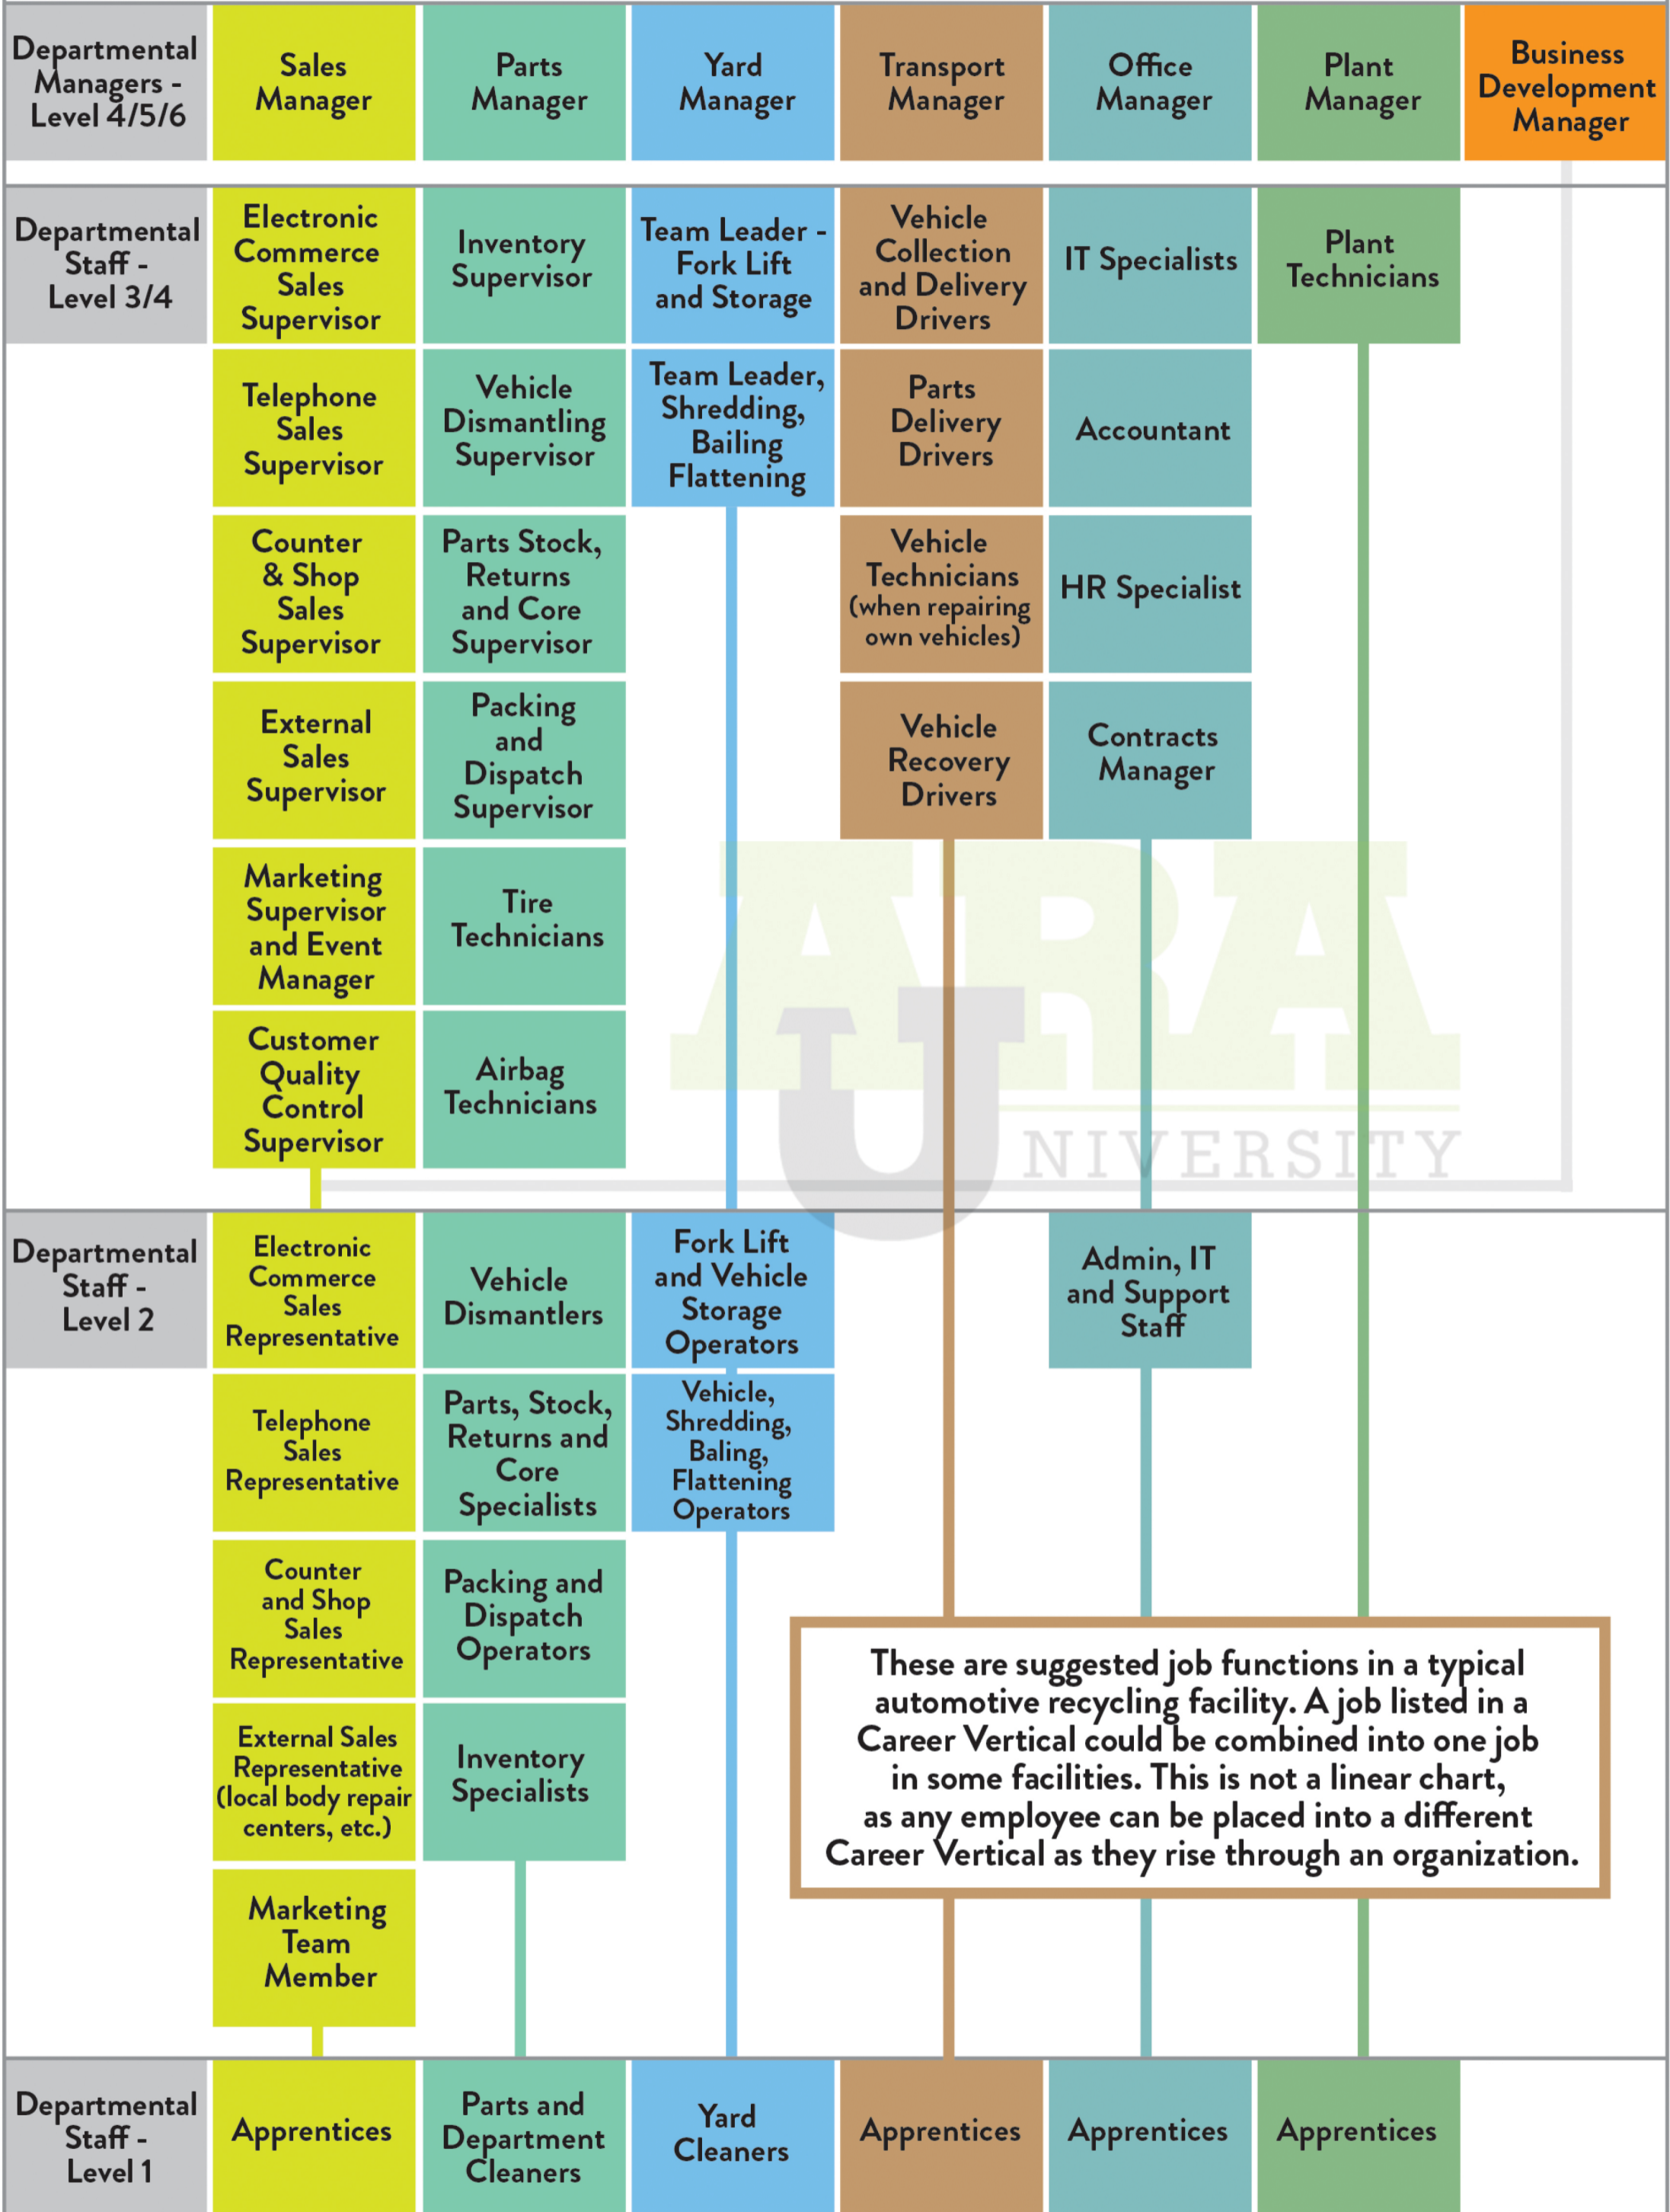 Departmental
Managers -
Level 4/5/6
Sales
Manager
Parts
Manager
Yard
Manager
Transport
Manager
Office
Manager
Plant
Manager
Business
Development
Manager
Departmental
Staff -
Level 3/4
Electronic
Commerce
Sales
Supervisor
Inventory
Supervisor
Team Leader -
Fork Lift
and Storage
Vehicle
Collection
and Delivery
Drivers
IT Specialists
Plant
Technicians
Telephone
Sales
Supervisor
Vehicle
Dismantling
Supervisor
Team Leader,
Shredding,
Bailing
Flattening
Parts
Delivery
Drivers
Accountant
Counter
& Shop
Sales
Supervisor
Parts Stock,
Returns
and Core
Supervisor
Vehicle
Technicians
(when repairing
own vehicles)
HR Specialist
External
Sales
Supervisor
Packing
and
Dispatch
Supervisor
Vehicle
Recovery
Drivers
Contracts
Manager
Marketing
Supervisor
and Event
Manager
Tire
Technicians
Customer
Quality
Control
Supervisor
Airbag
Technicians
ARA
UNIVERSITY
Departmental
Staff -
Level 2
Electronic
Commerce
Sales
Representative
Vehicle
Dismantlers
Fork Lift
and Vehicle
Storage
Operators
Admin, IT
and Support
Staff
Telephone
Sales
Representative
Parts, Stock,
Returns and
Core
Specialists
Vehicle,
Shredding,
Baling,
Flattening
Operators
Counter
and Shop
Sales
Representative
Packing and
Dispatch
Operators
External Sales
Representative
(local body repair
centers, etc.)
Inventory
Specialists
Marketing
Team
Member
These are suggested job functions in a typical
automotive recycling facility. A job listed in a
Career Vertical could be combined into one job
in some facilities. This is not a linear chart,
as any employee can be placed into a different
Career Vertical as they rise through an organization.
Departmental
Staff -
Level 1
Apprentices
Parts and
Department
Cleaners
Yard
Cleaners
Apprentices
Apprentices
Apprentices